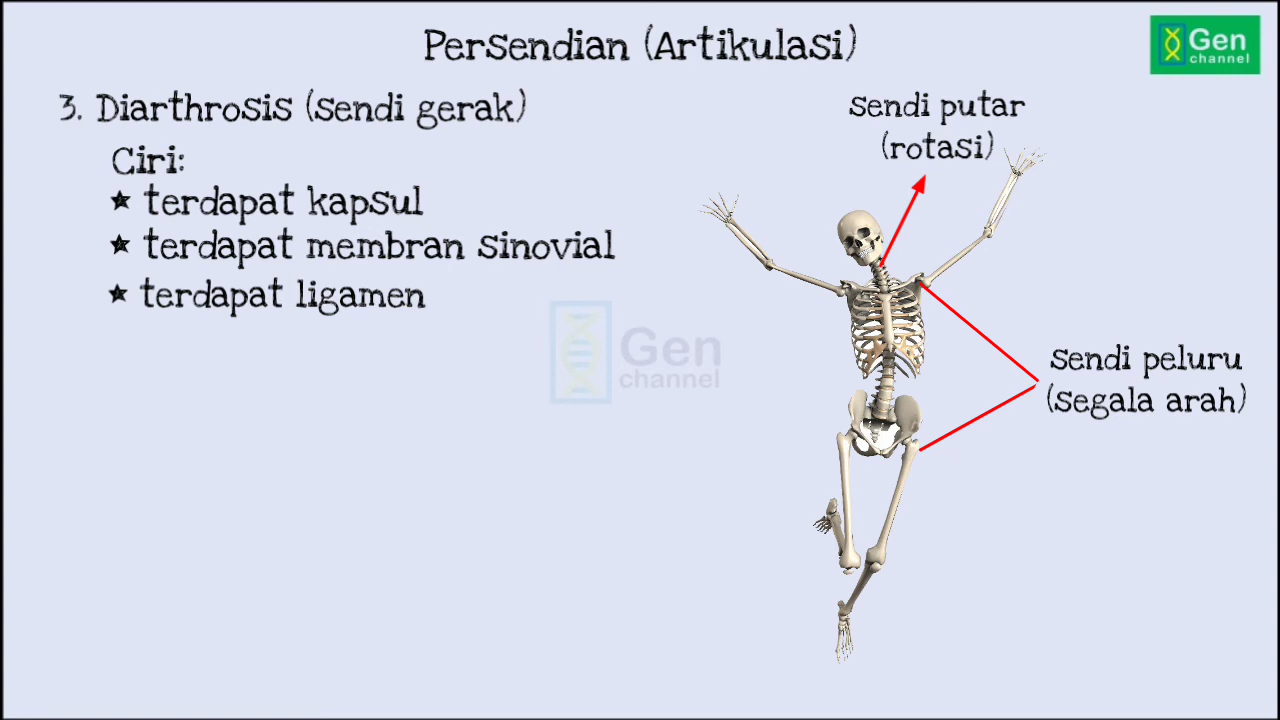 Persendian (Artikulasi)
Gen
channel
3. Diarthrosis (sendi gerak)
Ciri:
★ terdapat kapsul
★ terdapat membran sinovial
★ terdapat ligamen
sendi putar
(rotasi)
Gen
channel
sendi peluru
(segala arah)